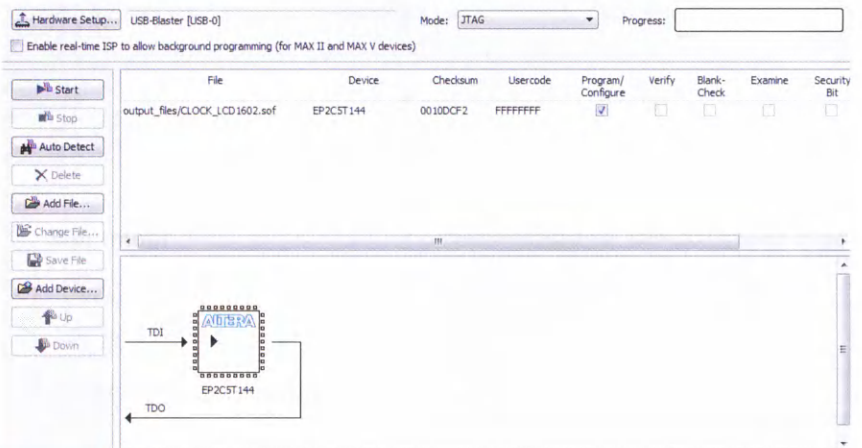 Hardware Setup... USB-Blaster [USB-0] Mode: JTAG Progress:
Enable real-time ISP to allow background programming (for MAX II and MAX V devices)
Start
Stop
Auto Detect
Delete
Add File...
Change File...
Save File
Add Device...
Up
Down
File Device Checksum Usercode Program/ Verify Blank- Examine Security
Configure Check Bit
output_files/CLOCK_LCD1602.sof EP2C5T144 0010DCF2 FFFFFFFF
TDI
ALTERA
EP2C5T144
TDO